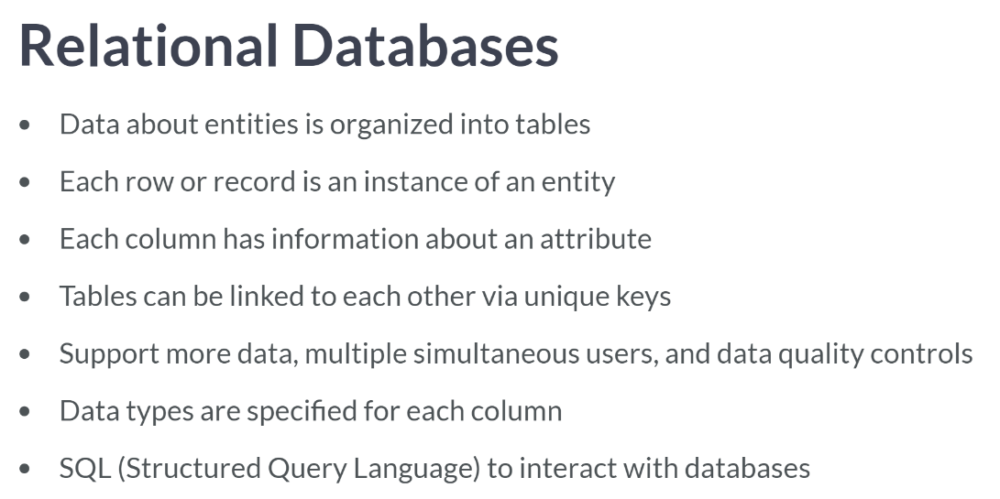 Relational Databases
• Data about entities is organized into tables
• Each row or record is an instance of an entity
• Each column has information about an attribute
• Tables can be linked to each other via unique keys
• Support more data, multiple simultaneous users, and data quality controls
• Data types are specified for each column
• SQL (Structured Query Language) to interact with databases